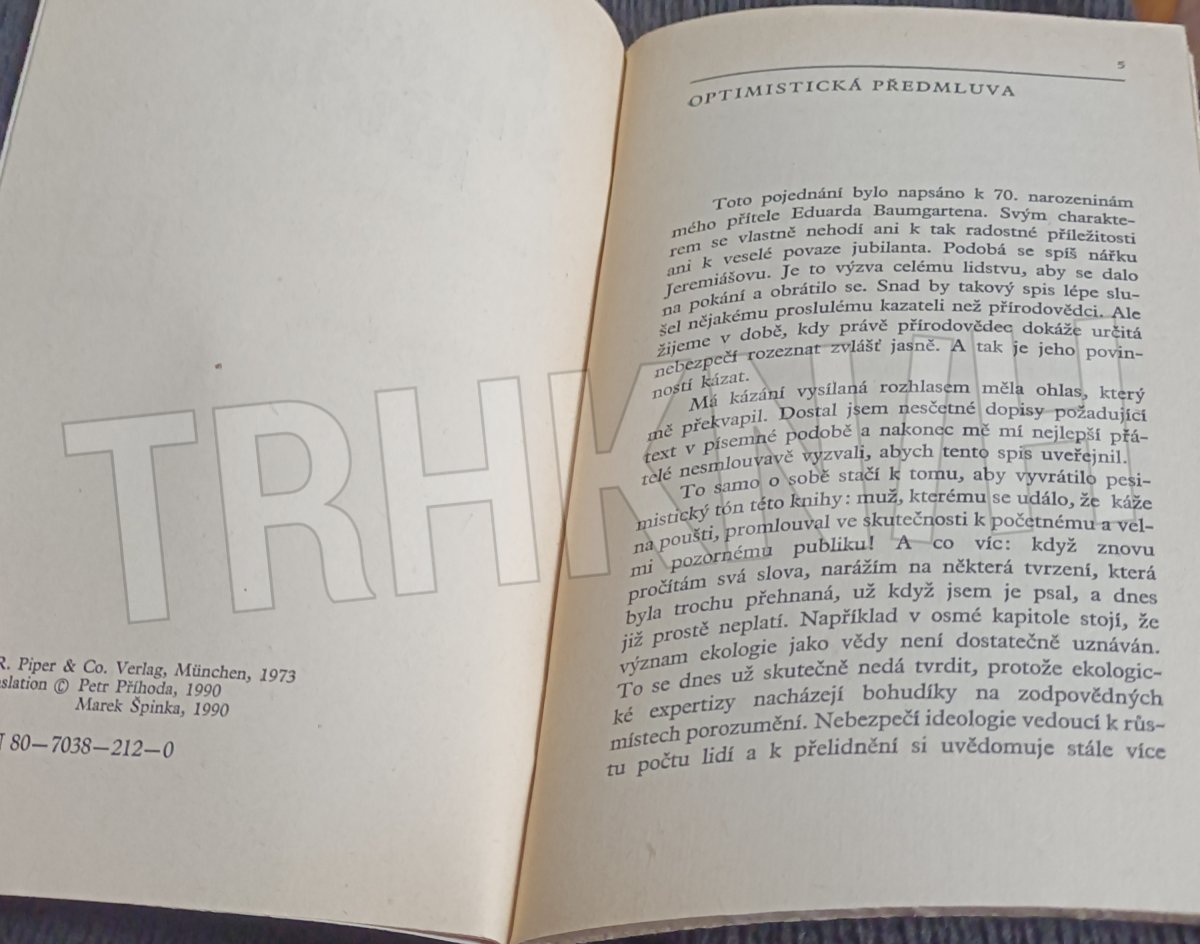 R. Piper & Co. Verlag, München, 1973
nslation © Petr Příhoda, 1990
Marek Špinka, 1990
80—7038—212—0
5
OPTIMISTICKÁ PŘEDMLUVA
Toto pojednání bylo napsáno k 70. narozeninám
mého přítele Eduarda Baumgartena. Svým charakte-
rem se vlastně nehodí ani k tak radostné příležitosti
ani k veselé povaze jubilanta. Podobá se spíš nářku
Jeremiášovu. Je to výzva celému lidstvu, aby se dalo
na pokání a obrátilo se. Snad by takový spis lépe slu-
šel nějakému proslulému kazateli než přírodovědci. Ale
žijeme v době, kdy právě přírodovědec dokáže určitá
nebezpečí rozeznat zvlášť jasně. A tak je jeho povin-
ností kázat.
Má kázání vysílaná rozhlasem měla ohlas, který
mě překvapil. Dostal jsem nesčetné dopisy požadující
text v písemné podobě a nakonec mě mí nejlepší přá-
telé nesmlouvavě vyzvali, abych tento spis uveřejnil.
To samo o sobě stačí k tomu, aby vyvrátilo pesi-
mistický tón této knihy: muž, kterému se událo, že káže
na poušti, promlouval ve skutečnosti k početnému a vel-
mi pozornému publiku! A co víc: když znovu
pročítám svá slova, narážím na některá tvrzení, která
byla trochu přehnaná, už když jsem je psal, a dnes
již prostě neplatí. Například v osmé kapitole stojí, že
význam ekologie jako vědy není dostatečně uznáván.
To se dnes už skutečně nedá tvrdit, protože ekologic-
ké expertizy nacházejí bohudíky na zodpovědných
místech porozumění. Nebezpečí ideologie vedoucí k růs-
tu počtu lidí a k přelidnění si uvědomuje stále více
TRHKNIH